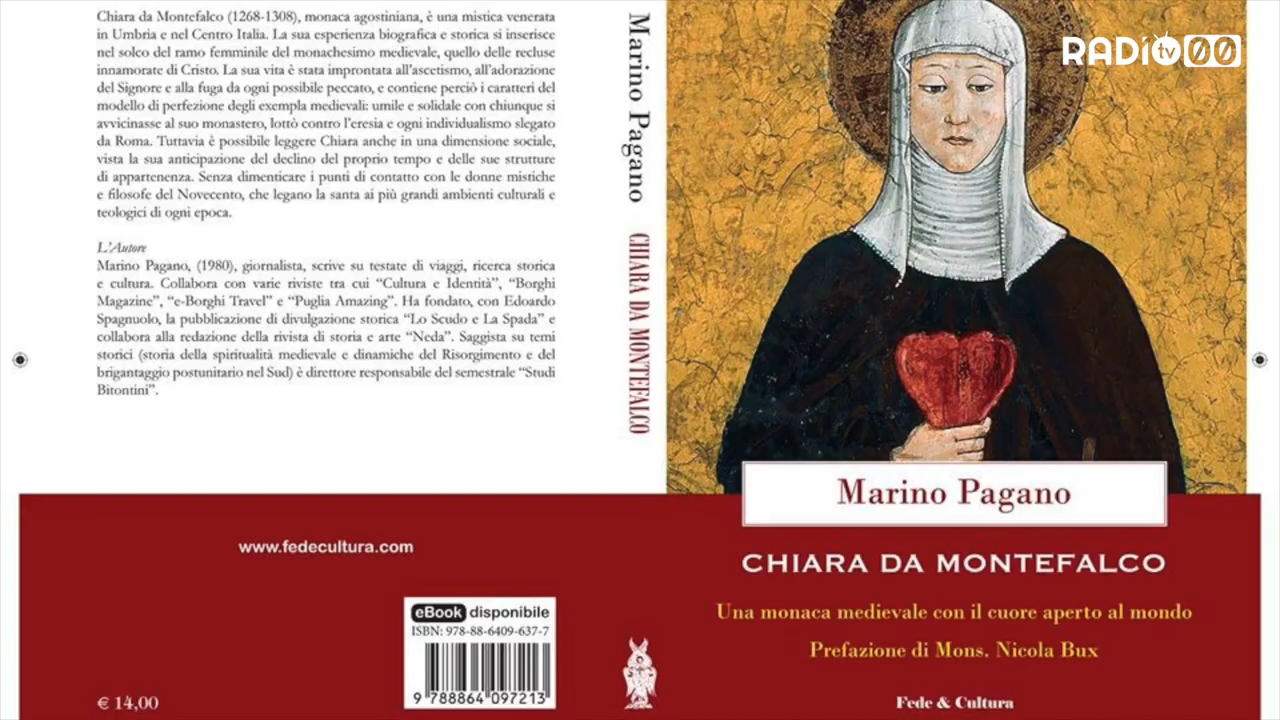 Chiara da Montefalco (1268-1308), monaca agostiniana, è una mistica venerata
in Umbria e nel Centro Italia. La sua esperienza biografica e storica si inserisce
nel solco del ramo femminile del monachesimo medievale, quello delle recluse
innamorate di Cristo. La sua vita è stata improntata all'ascetismo, all'adorazione
del Signore e alla fuga da ogni possibile peccato, e contiene perciò i caratteri del
modello di perfezione degli exempla medievali: umile e solidale con chiunque si
avvicinasse al suo monastero, lottò contro l'eresia e ogni individualismo slegato
da Roma. Tuttavia è possibile leggere Chiara anche in una dimensione sociale,
vista la sua anticipazione del declino del proprio tempo e delle sue strutture
di appartenenza. Senza dimenticare i punti di contatto con le donne mistiche
e filosofe del Novecento, che legano la santa ai più grandi ambienti culturali e
teologici di ogni epoca.
L'Autore
Marino Pagano, (1980), giornalista, scrive su testate di viaggi, ricerca storica
e cultura. Collabora con varie riviste tra cui "Cultura e Identità", "Borghi
Magazine", "e-Borghi Travel" e "Puglia Amazing". Ha fondato, con Edoardo
Spagnuolo, la pubblicazione di divulgazione storica "Lo Scudo e La Spada" e
collabora alla redazione della rivista di storia e arte "Neda". Saggista su temi
storici (storia della spiritualità medievale e dinamiche del Risorgimento e del
brigantaggio postunitario nel Sud) è direttore responsabile del semestrale "Studi
Bitontini".
www.fedecultura.com
eBook disponibile
ISBN: 978-88-6409-637-7
9 788864 097213
€ 14,00
Marino Pagano CHIARA DA MONTEFALCO
RADIO tv 00
Marino Pagano
CHIARA DA MONTEFALCO
Una monaca medievale con il cuore aperto al mondo
Prefazione di Mons. Nicola Bux
Fede & Cultura